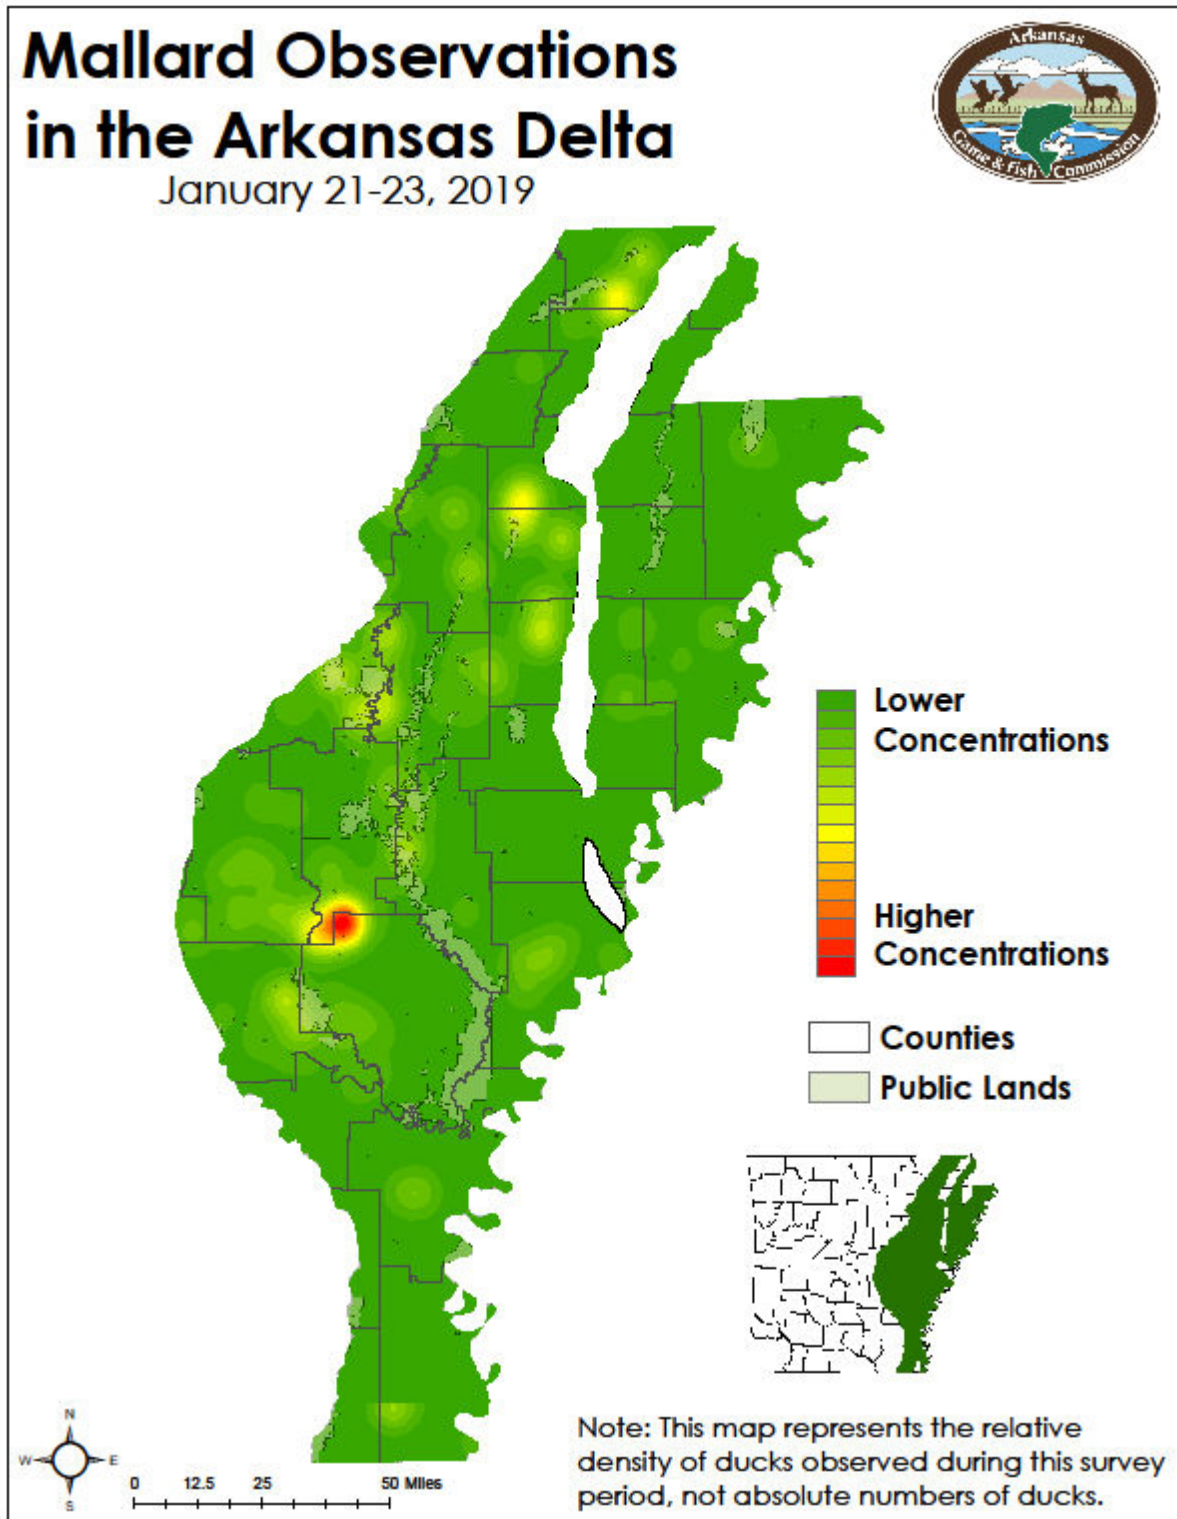 Mallard Observations
in the Arkansas Delta
January 21-23, 2019
Arkansas
Game & Fish Commission
Lower
Concentrations
Higher
Concentrations
Counties
Public Lands
N
W E
S
0 12.5 25 50 Miles
Note: This map represents the relative
density of ducks observed during this survey
period, not absolute numbers of ducks.